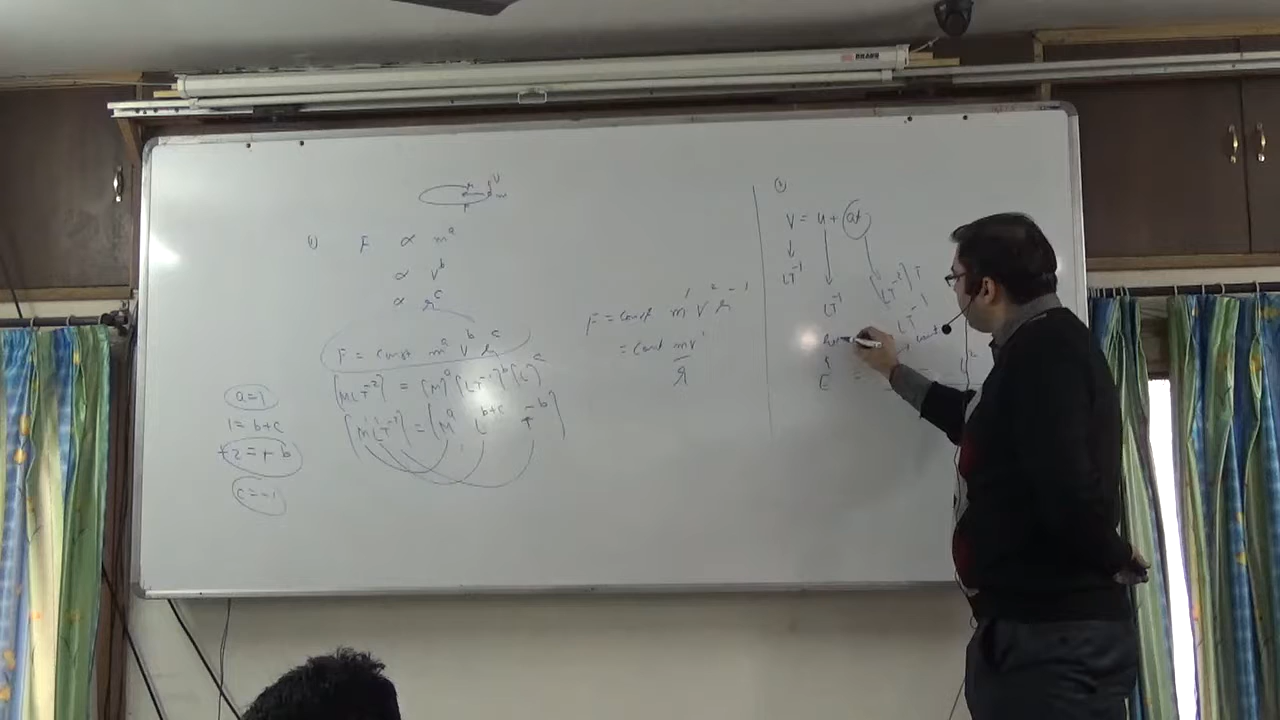 1)
F ∝ m^a
∝ v^b
∝ r^c
F = const m^a v^b r^c
[MLT^-2] = [M]^a [LT^-1]^b [L]^c
[M^1 L^1 T^-2] = [M^a L^(b+c) T^-b]
a=1
1=b+c
+2=+b
c=-1
F = const m^1 v^2 r^-1
= const mv^2
r
2)
V = u + at
LT^-1
LT^-1
[LT^-2] T
LT^-1
const
E =